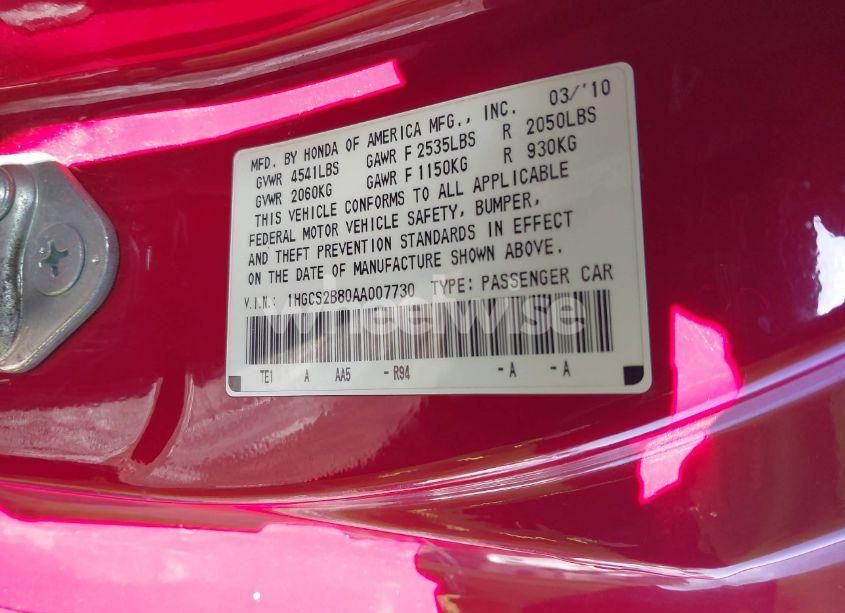 MFD. BY HONDA OF AMERICA MFG., INC. 03/'10
GVWR 4541LBS GAWR F 2535LBS R 2050LBS
GVWR 2060KG GAWR F 1150KG R 930KG
THIS VEHICLE CONFORMS TO ALL APPLICABLE
FEDERAL MOTOR VEHICLE SAFETY, BUMPER,
AND THEFT PREVENTION STANDARDS IN EFFECT
ON THE DATE OF MANUFACTURE SHOWN ABOVE.
V.I.N.: 1HGCS2B80AA007730 TYPE: PASSENGER CAR
wheelwise
TE1 A AA5 - R94 - A - A